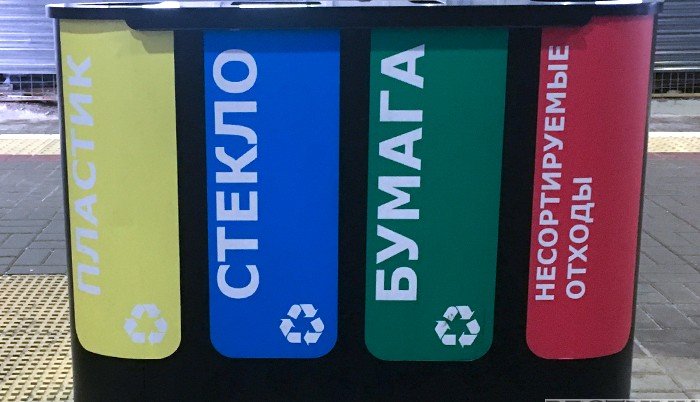 ПЛАСТИК
СТЕКЛО
БУМАГА
НЕСОРТИРУЕМЫЕ
ОТХОДЫ